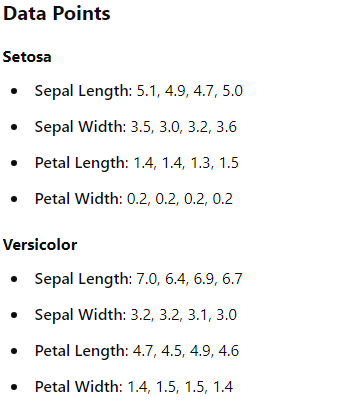 Data Points
Setosa
• Sepal Length: 5.1, 4.9, 4.7, 5.0
• Sepal Width: 3.5, 3.0, 3.2, 3.6
• Petal Length: 1.4, 1.4, 1.3, 1.5
• Petal Width: 0.2, 0.2, 0.2, 0.2
Versicolor
• Sepal Length: 7.0, 6.4, 6.9, 6.7
• Sepal Width: 3.2, 3.2, 3.1, 3.0
• Petal Length: 4.7, 4.5, 4.9, 4.6
• Petal Width: 1.4, 1.5, 1.5, 1.4